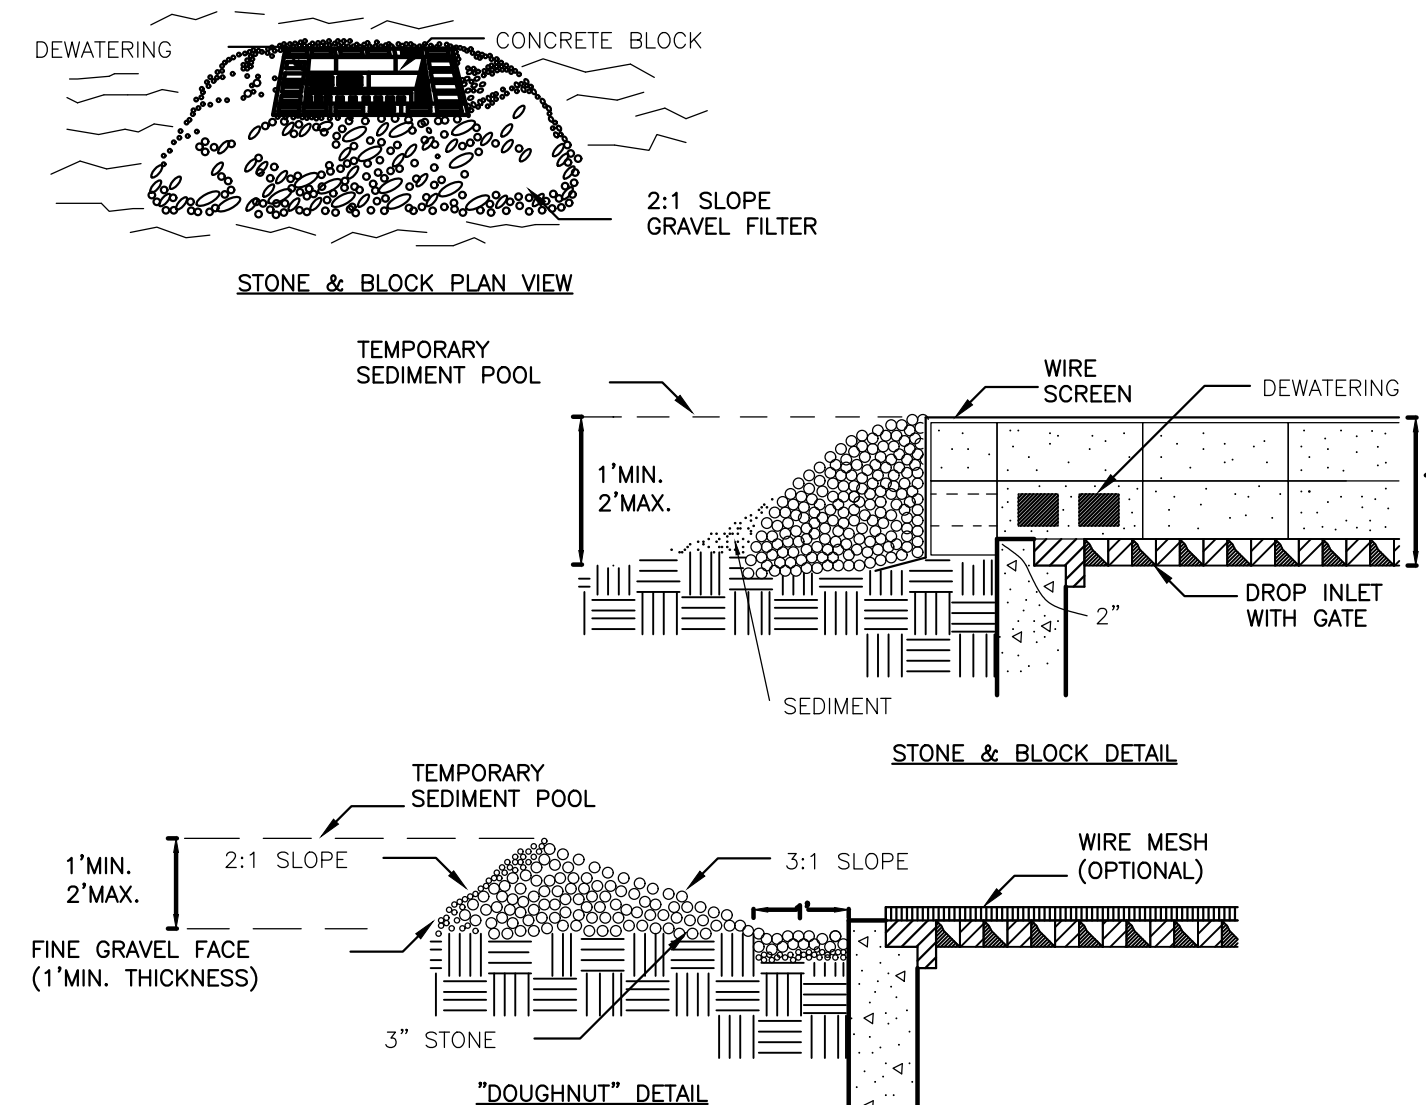 DEWATERING
CONCRETE BLOCK
2:1 SLOPE
GRAVEL FILTER
STONE & BLOCK PLAN VIEW
TEMPORARY
SEDIMENT POOL
WIRE
SCREEN
DEWATERING
1'MIN.
2'MAX.
DROP INLET
WITH GATE
2"
SEDIMENT
STONE & BLOCK DETAIL
TEMPORARY
SEDIMENT POOL
1'MIN.
2'MAX.
2:1 SLOPE
3:1 SLOPE
WIRE MESH
(OPTIONAL)
1'
FINE GRAVEL FACE
(1'MIN. THICKNESS)
3" STONE
"DOUGHNUT" DETAIL